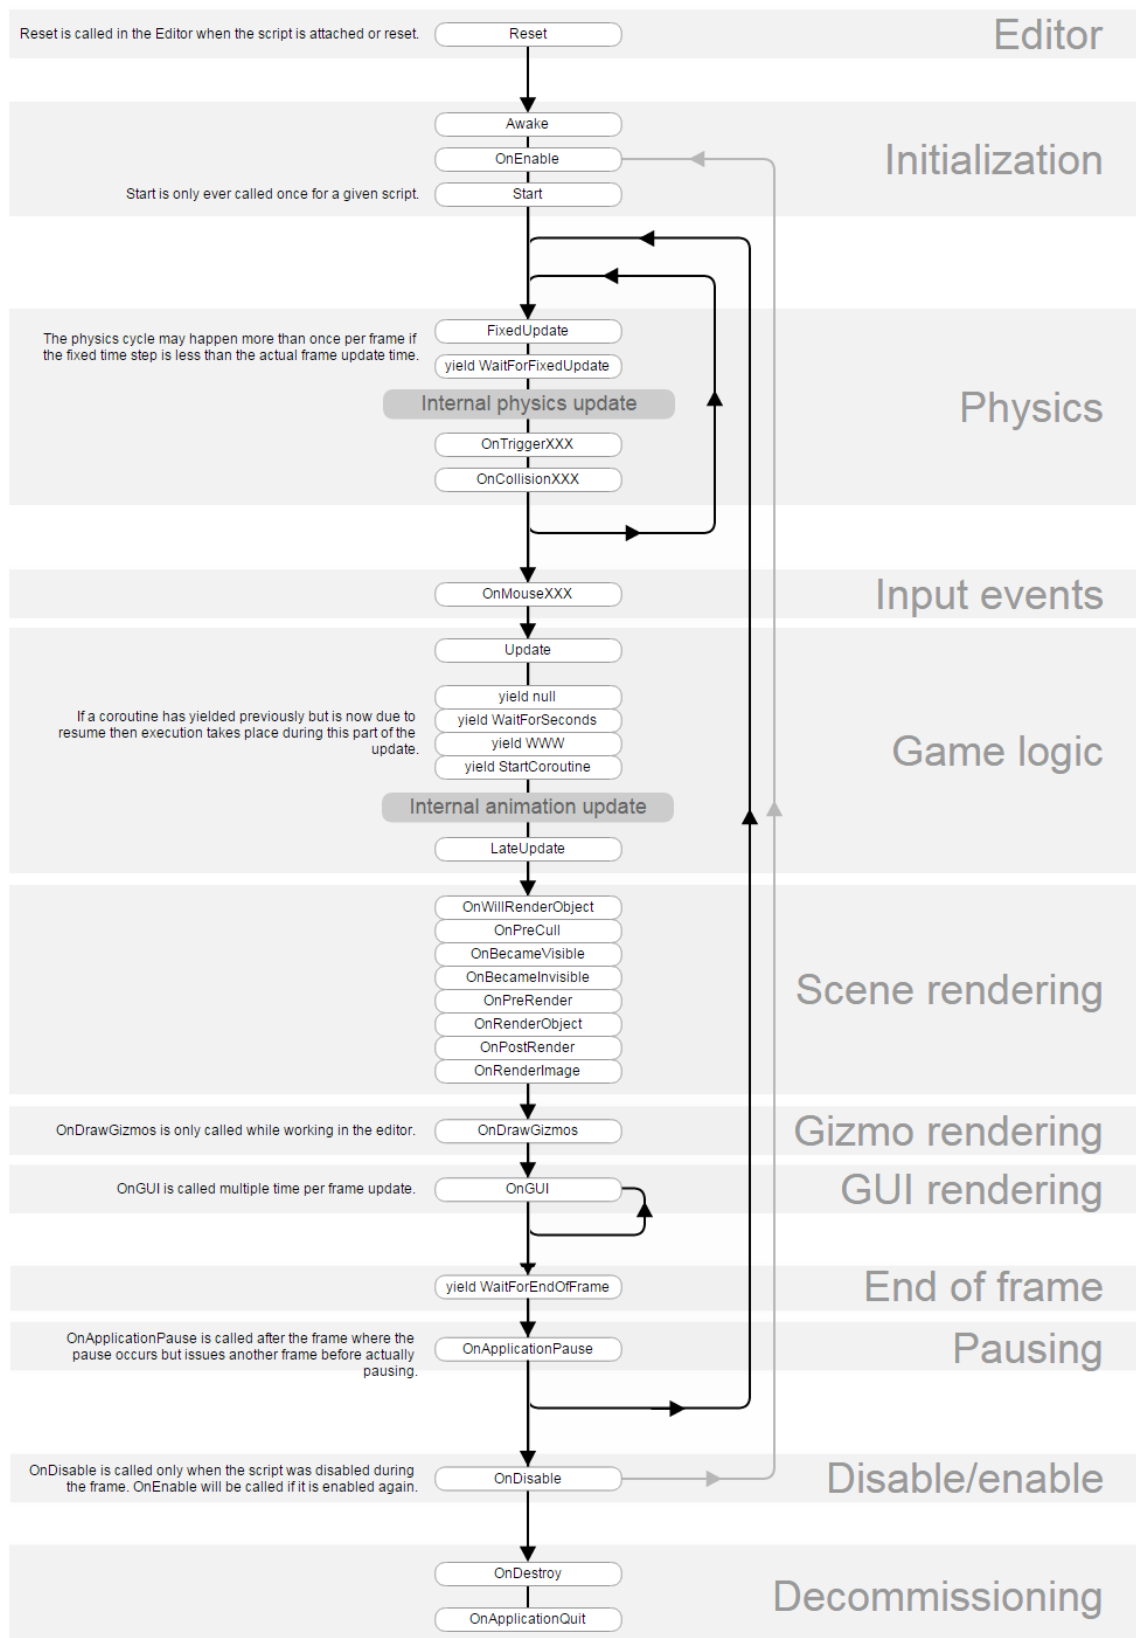 Reset is called in the Editor when the script is attached or reset.
Reset
Editor
Awake
OnEnable
Initialization
Start is only ever called once for a given script.
Start
The physics cycle may happen more than once per frame if
the fixed time step is less than the actual frame update time.
FixedUpdate
yield WaitForFixedUpdate
Internal physics update
Physics
OnTriggerXXX
OnCollisionXXX
OnMouseXXX
Input events
Update
yield null
If a coroutine has yielded previously but is now due to
resume then execution takes place during this part of the
update.
yield WaitForSeconds
yield WWW
yield StartCoroutine
Game logic
Internal animation update
LateUpdate
OnWillRenderObject
OnPreCull
OnBecameVisible
OnBecameInvisible
OnPreRender
OnRenderObject
OnPostRender
OnRenderImage
Scene rendering
OnDrawGizmos is only called while working in the editor.
OnDrawGizmos
Gizmo rendering
OnGUI is called multiple time per frame update.
OnGUI
GUI rendering
yield WaitForEndOfFrame
End of frame
OnApplicationPause is called after the frame where the
pause occurs but issues another frame before actually
pausing.
OnApplicationPause
Pausing
OnDisable is called only when the script was disabled during
the frame. OnEnable will be called if it is enabled again.
OnDisable
Disable/enable
OnDestroy
OnApplicationQuit
Decommissioning